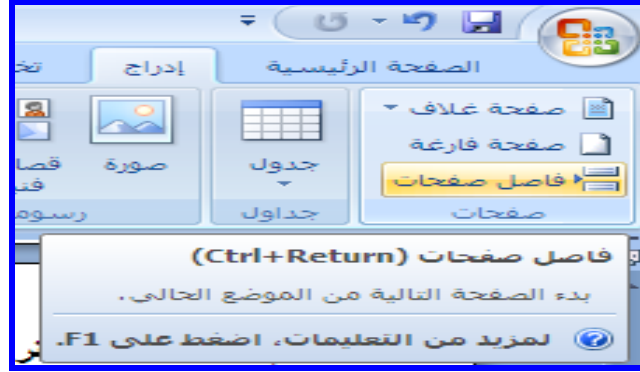 الصفحة الرئيسية
إدراج
صفحة غلاف
صفحة فارغة
فاصل صفحات
صفحات
جدول
جداول
صورة
فاصل صفحات (Ctrl+Return)
بدء الصفحة التالية من الموضع الحالي.
لمزيد من التعليمات، اضغط على F1.